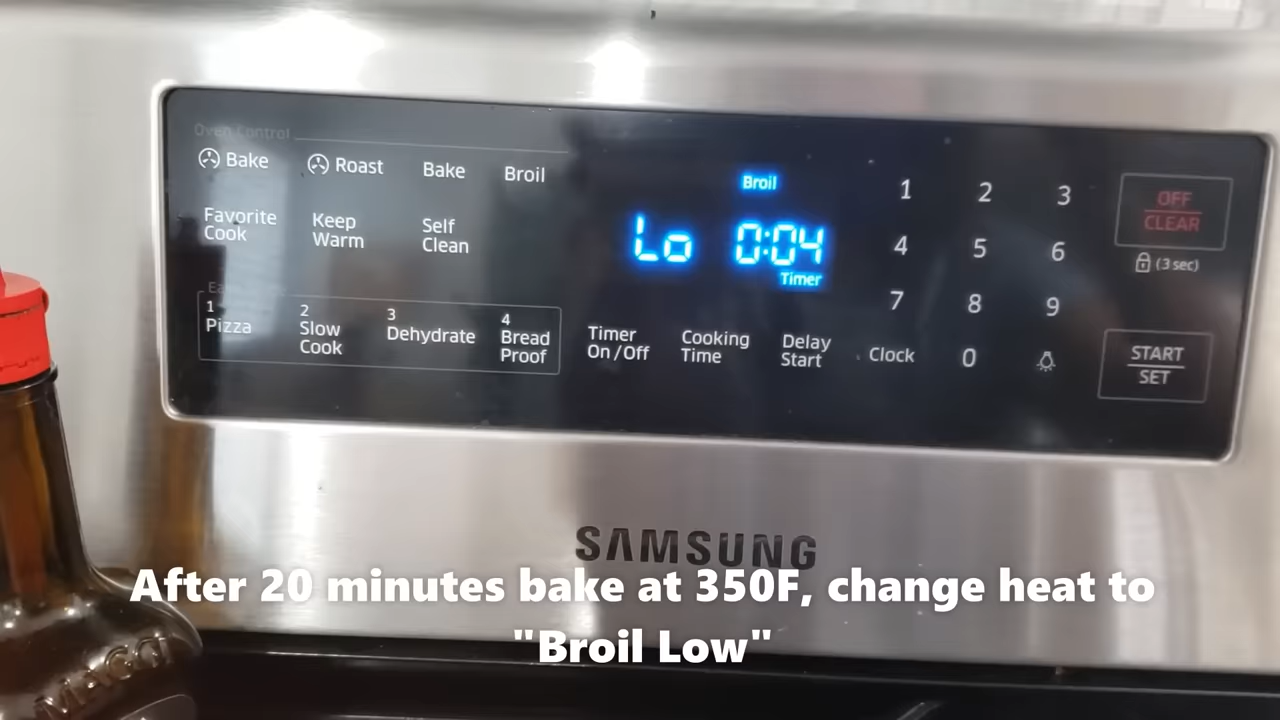 Oven Control
Bake
Roast
Bake
Broil
Favorite
Cook
Keep
Warm
Self
Clean
1
Pizza
2
Slow
Cook
3
Dehydrate
4
Bread
Proof
Broil
Lo 0:04
Timer
Timer
On/Off
Cooking
Time
Delay
Start
Clock
1 2 3
4 5 6
7 8 9
0
OFF
CLEAR
(3 sec)
START
SET
SAMSUNG
MAGGI
After 20 minutes bake at 350F, change heat to
"Broil Low"